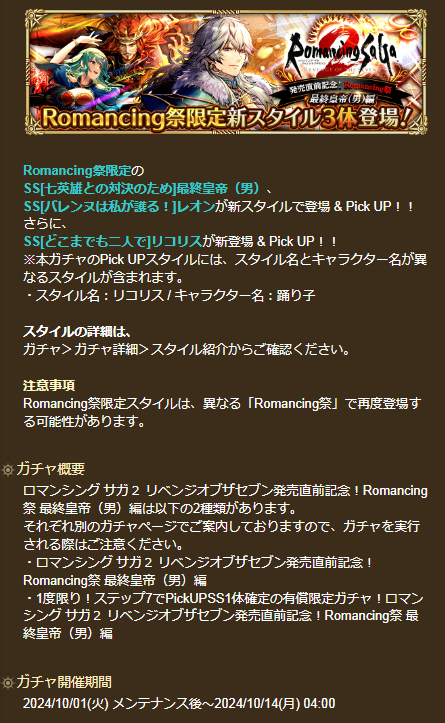 Romancing SaGa 2
発売直前記念！Romancing祭
最終皇帝(男)編
Romancing祭限定新スタイル3体登場！
Romancing祭限定の
SS[七英雄との対決のため]最終皇帝（男）、
SS[バレンヌは私が護る！]レオンが新スタイルで登場 & Pick UP！！
さらに、
SS[どこまでも二人で]リコリスが新登場 & Pick UP！！
※本ガチャのPick UPスタイルには、スタイル名とキャラクター名が異
なるスタイルが含まれます。
・スタイル名：リコリス / キャラクター名：踊り子
スタイルの詳細は、
ガチャ＞ガチャ詳細＞スタイル紹介からご確認ください。
注意事項
Romancing祭限定スタイルは、異なる「Romancing祭」で再度登場す
る可能性があります。
ガチャ概要
ロマンシング サガ２ リベンジオブザセブン発売直前記念！Romancing
祭 最終皇帝（男）編は以下の2種類があります。
それぞれ別のガチャページでご案内しておりますので、ガチャを実行
される際はご注意ください。
・ロマンシング サガ２ リベンジオブザセブン発売直前記念！
Romancing祭 最終皇帝（男）編
・1度限り！ステップ7でPickUPSS1体確定の有償限定ガチャ！ロマン
シング サガ２ リベンジオブザセブン発売直前記念！Romancing祭 最
終皇帝（男）編
ガチャ開催期間
2024/10/01(火) メンテナンス後～2024/10/14(月) 04:00